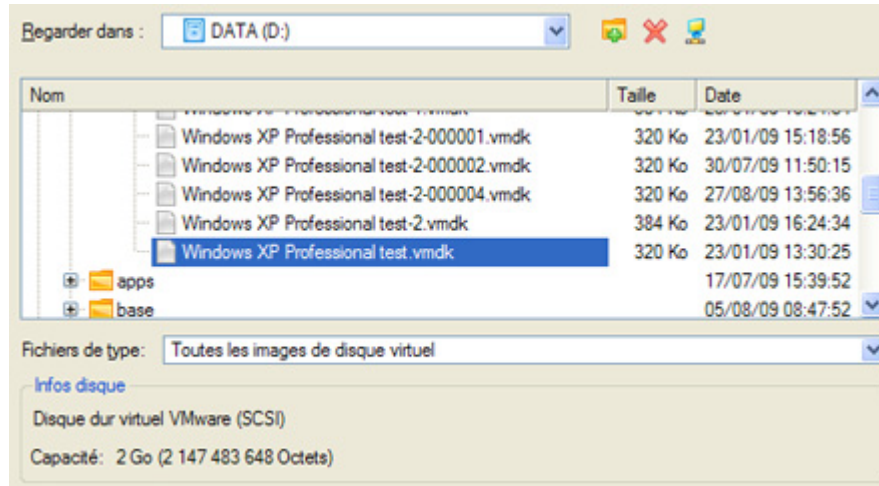 Regarder dans : DATA (D:)
Nom Taille Date
Windows XP Professional test-2-000001.vmdk 320 Ko 23/01/09 15:18:56
Windows XP Professional test-2-000002.vmdk 320 Ko 30/07/09 11:50:15
Windows XP Professional test-2-000004.vmdk 320 Ko 27/08/09 13:56:36
Windows XP Professional test-2.vmdk 384 Ko 23/01/09 16:24:34
Windows XP Professional test.vmdk 320 Ko 23/01/09 13:30:25
apps 17/07/09 15:39:52
base 05/08/09 08:47:52
Fichiers de type: Toutes les images de disque virtuel
Infos disque
Disque dur virtuel VMware (SCSI)
Capacité: 2 Go (2 147 483 648 Octets)